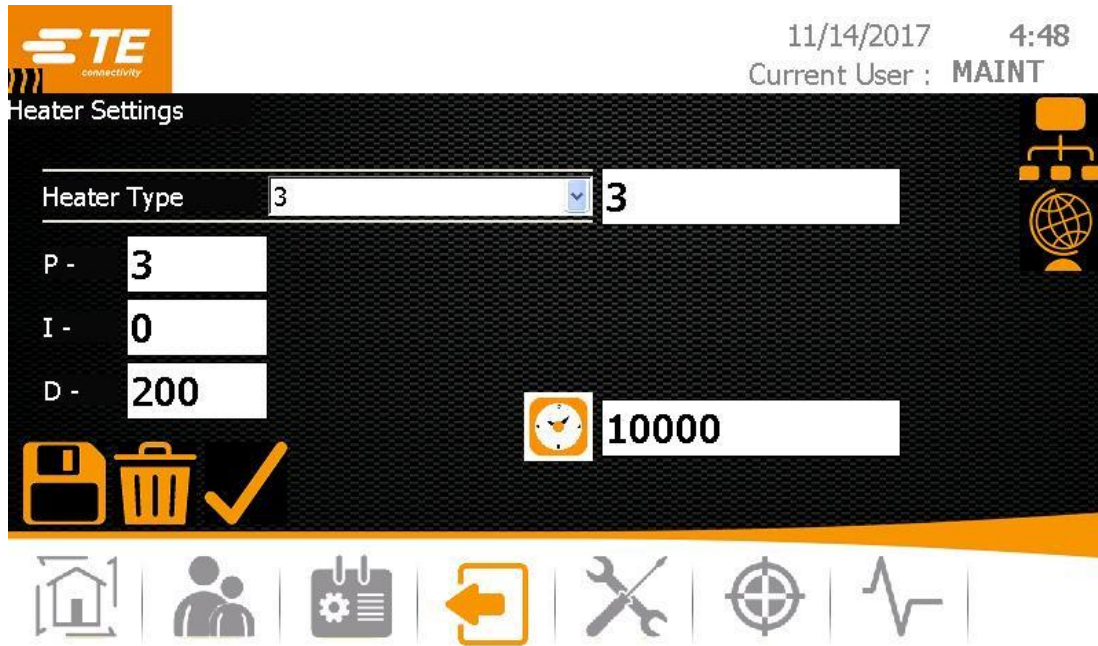 TE
connectivity
11/14/2017 4:48
Current User : MAINT
Heater Settings
Heater Type 3 3
P - 3
I - 0
D - 200
10000